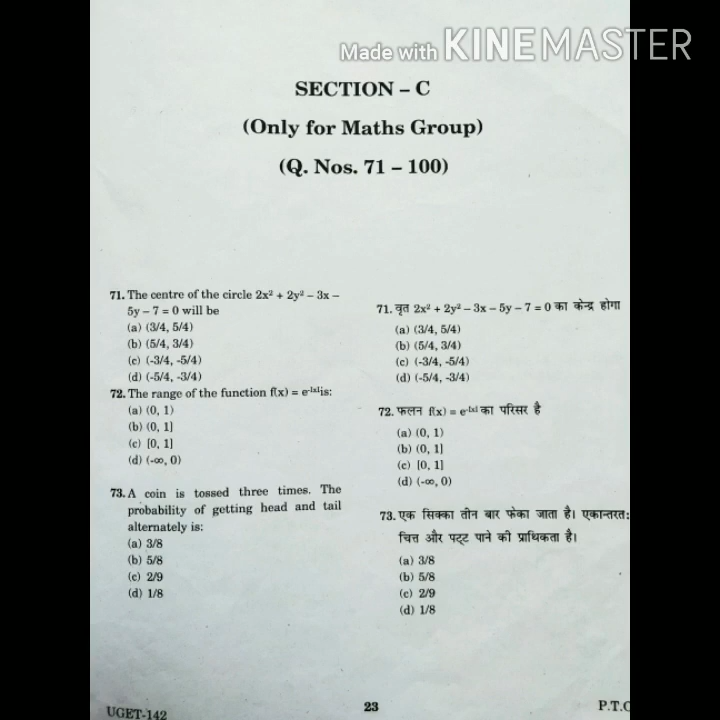 Made with KINEMASTER
SECTION – C
(Only for Maths Group)
(Q. Nos. 71 – 100)
71. The centre of the circle 2x² + 2y² – 3x –
5y – 7 = 0 will be
(a) (3/4, 5/4)
(b) (5/4, 3/4)
(c) (-3/4, -5/4)
(d) (-5/4, -3/4)
72. The range of the function f(x) = e⁻|x| is:
(a) (0, 1)
(b) (0, 1]
(c) [0, 1]
(d) (-∞, 0)
73. A coin is tossed three times. The
probability of getting head and tail
alternately is:
(a) 3/8
(b) 5/8
(c) 2/9
(d) 1/8
71. वृत 2x² + 2y² – 3x – 5y – 7 = 0 का केन्द्र होगा
(a) (3/4, 5/4)
(b) (5/4, 3/4)
(c) (-3/4, -5/4)
(d) (-5/4, -3/4)
72. फलन f(x) = e⁻|x| का परिसर है
(a) (0, 1)
(b) (0, 1]
(c) [0, 1]
(d) (-∞, 0)
73. एक सिक्का तीन बार फेका जाता है। एकान्तरत:
चित्त और पट्ट पाने की प्राथिकता है।
(a) 3/8
(b) 5/8
(c) 2/9
(d) 1/8
UGET-142
23
P.T.O